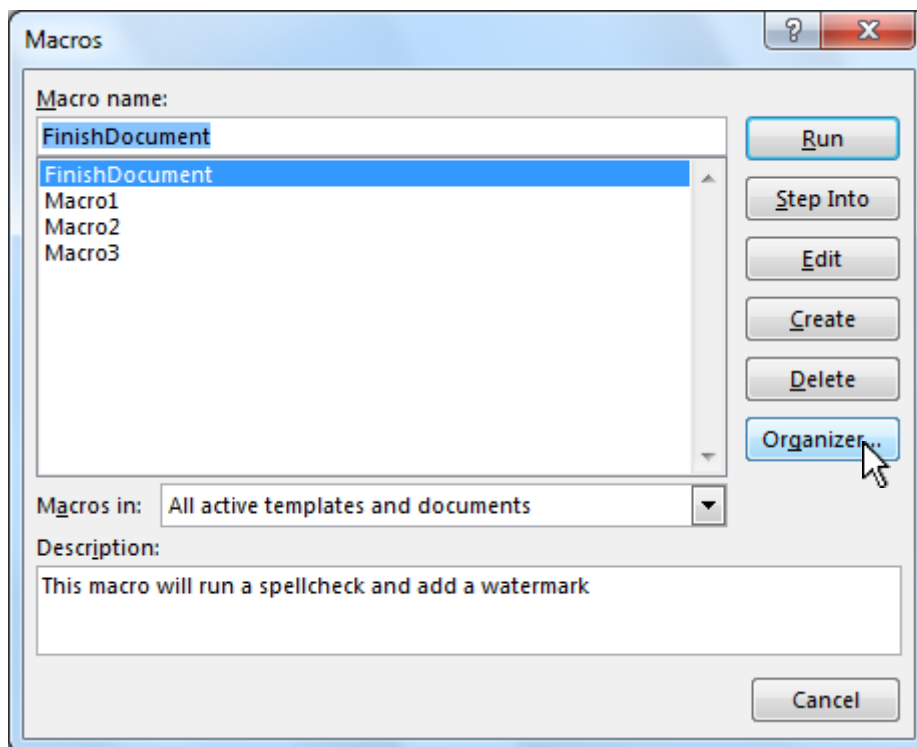 Macros
Macro name:
FinishDocument
Run
FinishDocument
Macro1
Macro2
Macro3
Step Into
Edit
Create
Delete
Organizer...
Macros in: All active templates and documents
Description:
This macro will run a spellcheck and add a watermark
Cancel